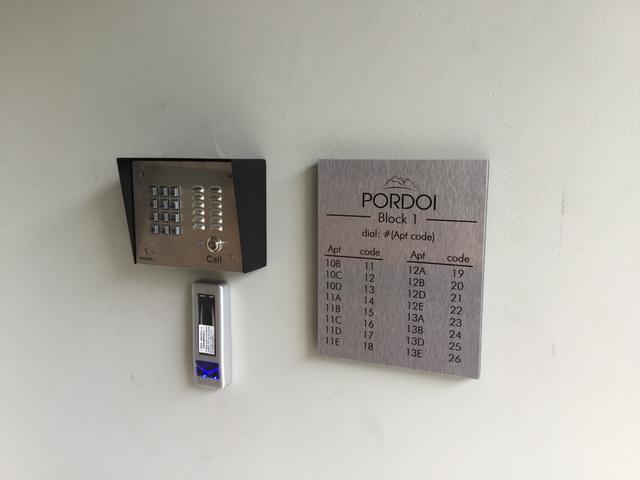 Call
PORDOI
Block 1
dial: #(Apt code)
Apt code
10B 11
10C 12
10D 13
11A 14
11B 15
11C 16
11D 17
11E 18
Apt code
12A 19
12B 20
12D 21
12E 22
13A 23
13B 24
13D 25
13E 26